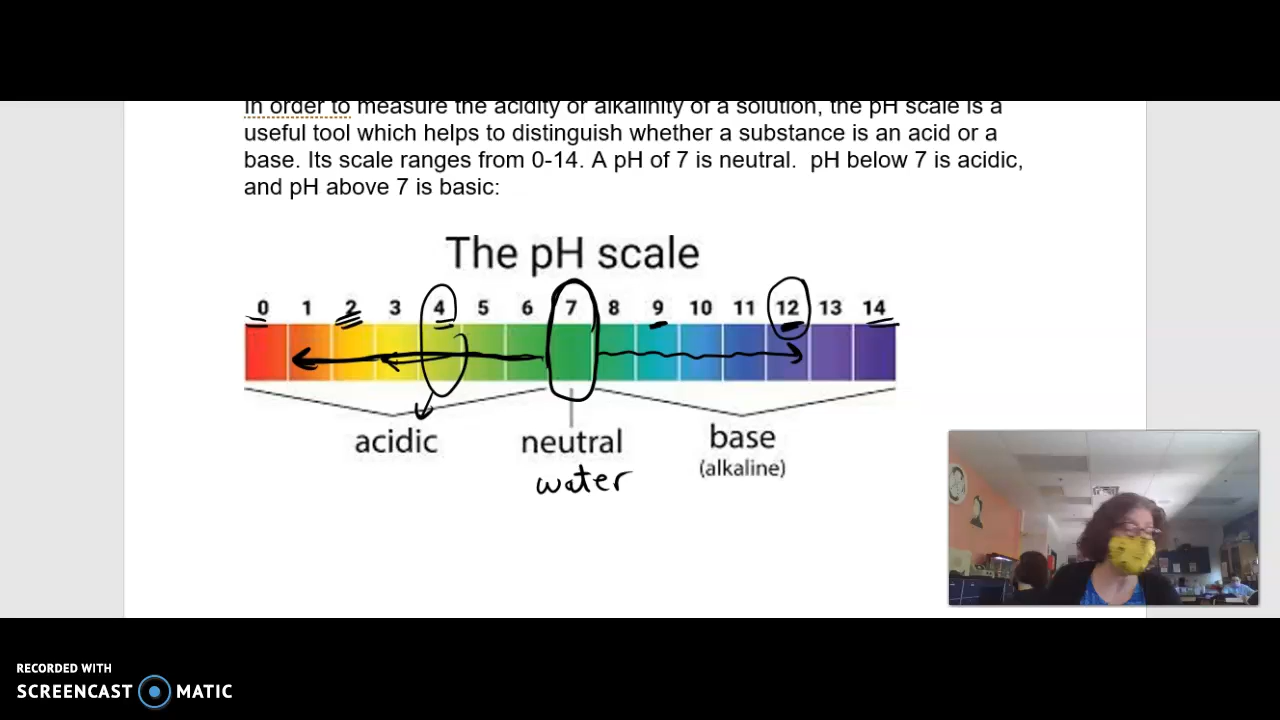 In order to measure the acidity or alkalinity of a solution, the pH scale is a
useful tool which helps to distinguish whether a substance is an acid or a
base. Its scale ranges from 0-14. A pH of 7 is neutral.  pH below 7 is acidic,
and pH above 7 is basic:
The pH scale
0 1 2 3 4 5 6 7 8 9 10 11 12 13 14
acidic neutral base
(alkaline)
water
RECORDED WITH
SCREENCAST MATIC